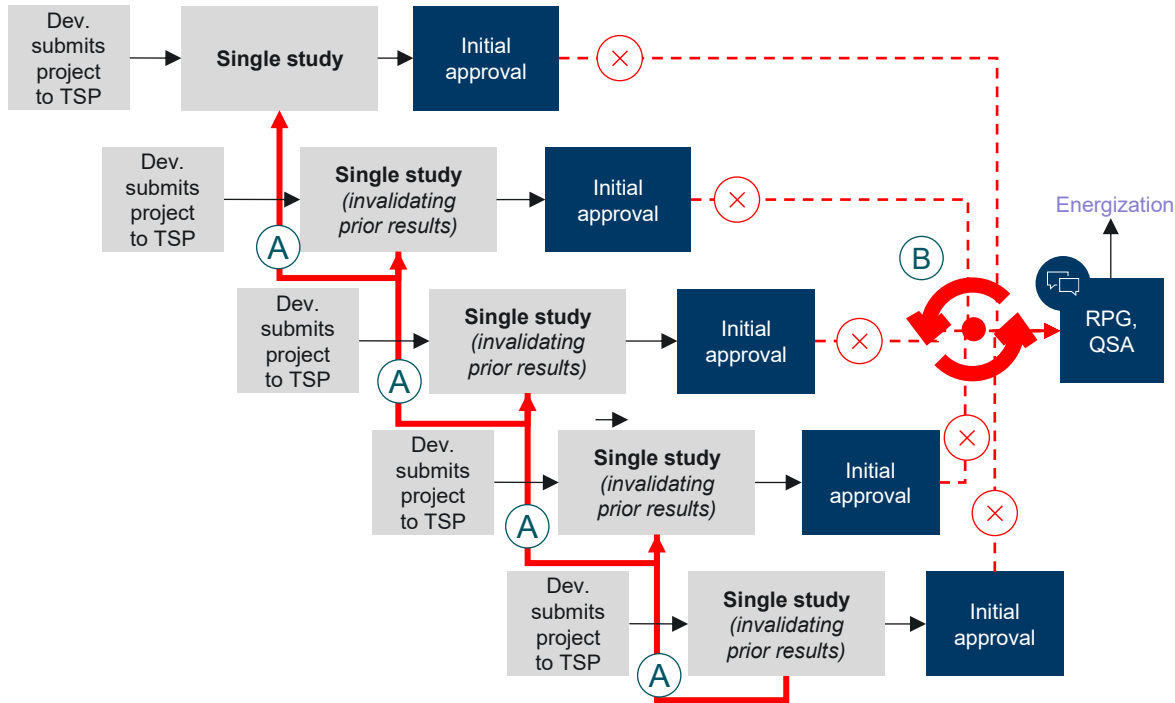 Dev.
submits
project
to TSP
Single study
Initial
approval
Dev.
submits
project
to TSP
Single study
(invalidating
prior results)
Initial
approval
Energization
A
B
Dev.
submits
project
to TSP
Single study
(invalidating
prior results)
Initial
approval
RPG,
QSA
A
Dev.
submits
project
to TSP
Single study
(invalidating
prior results)
Initial
approval
A
Dev.
submits
project
to TSP
Single study
(invalidating
prior results)
Initial
approval
A